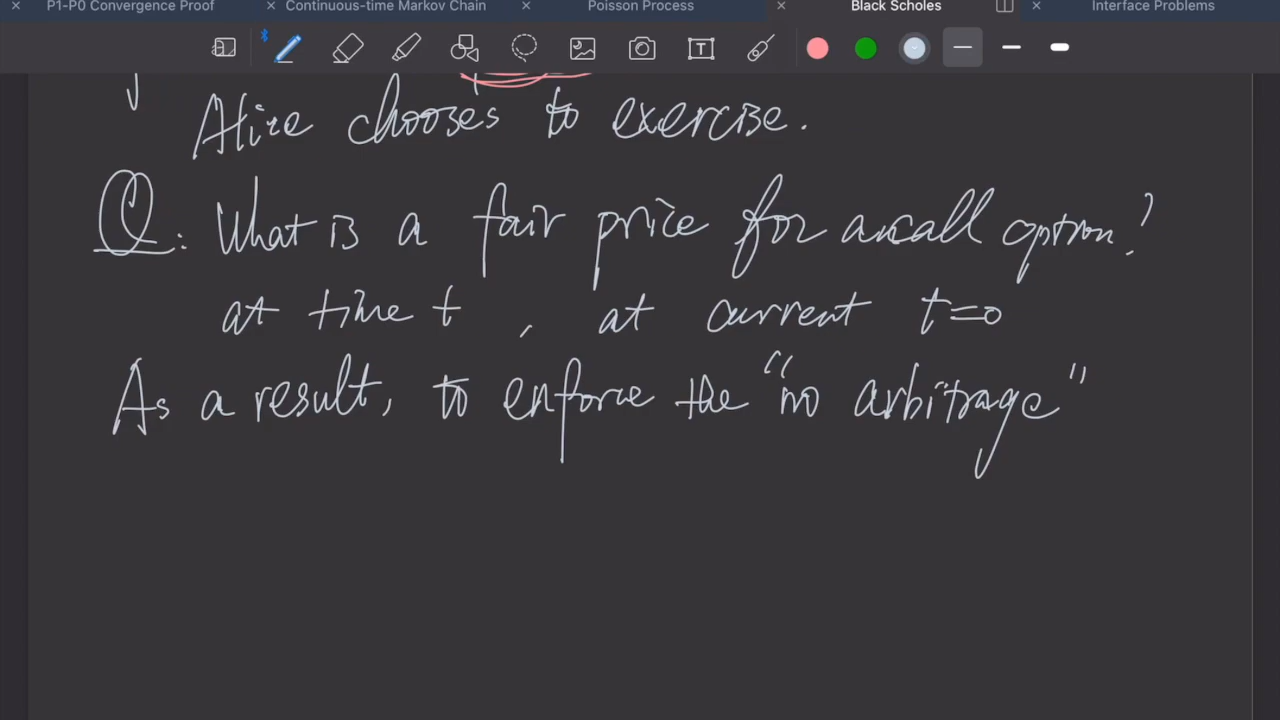 P1-P0 Convergence Proof Continuous-time Markov Chain Poisson Process Black Scholes Interface Problems
chooses to exercise.
Q: What is a fair price for a call option?
at time t, at current t=0
As a result, to enforce the "no arbitrage"